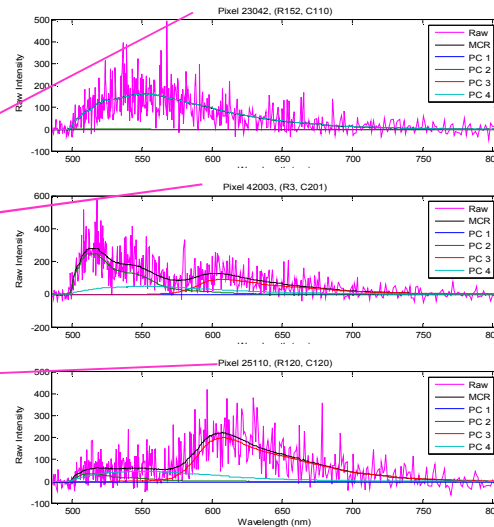 Pixel 23042, (R152, C110)
500
400
300
200
100
0
-100
Raw Intensity
500 550 600 650 700 750 800
Raw
MCR
PC 1
PC 2
PC 3
PC 4
Pixel 42003, (R3, C201)
600
400
200
0
-200
Raw Intensity
500 550 600 650 700 750 800
Raw
MCR
PC 1
PC 2
PC 3
PC 4
Pixel 25110, (R120, C120)
500
400
300
200
100
0
-100
Raw Intensity
500 550 600 650 700 750 800
Wavelength (nm)
Raw
MCR
PC 1
PC 2
PC 3
PC 4